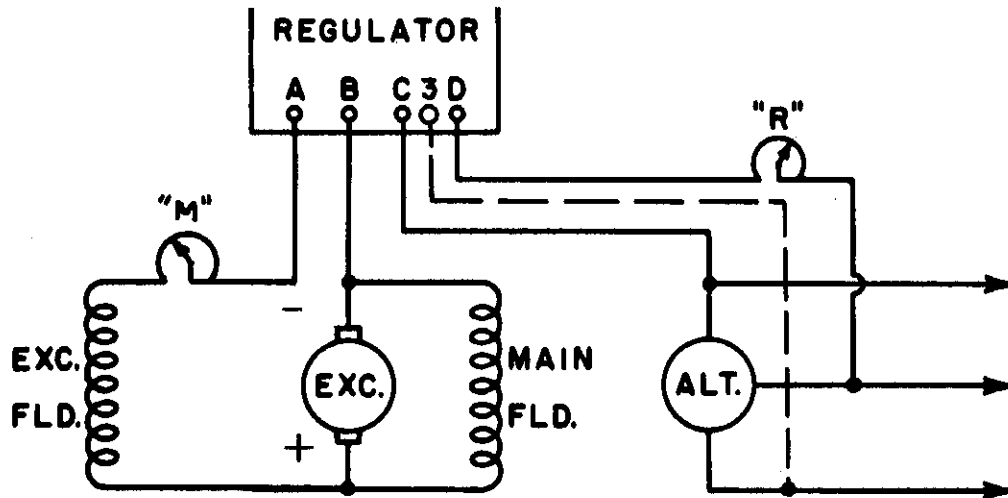 REGULATOR
A B C 3 D
"R"
"M"
-
EXC. FLD.
EXC.
+
MAIN FLD.
ALT.